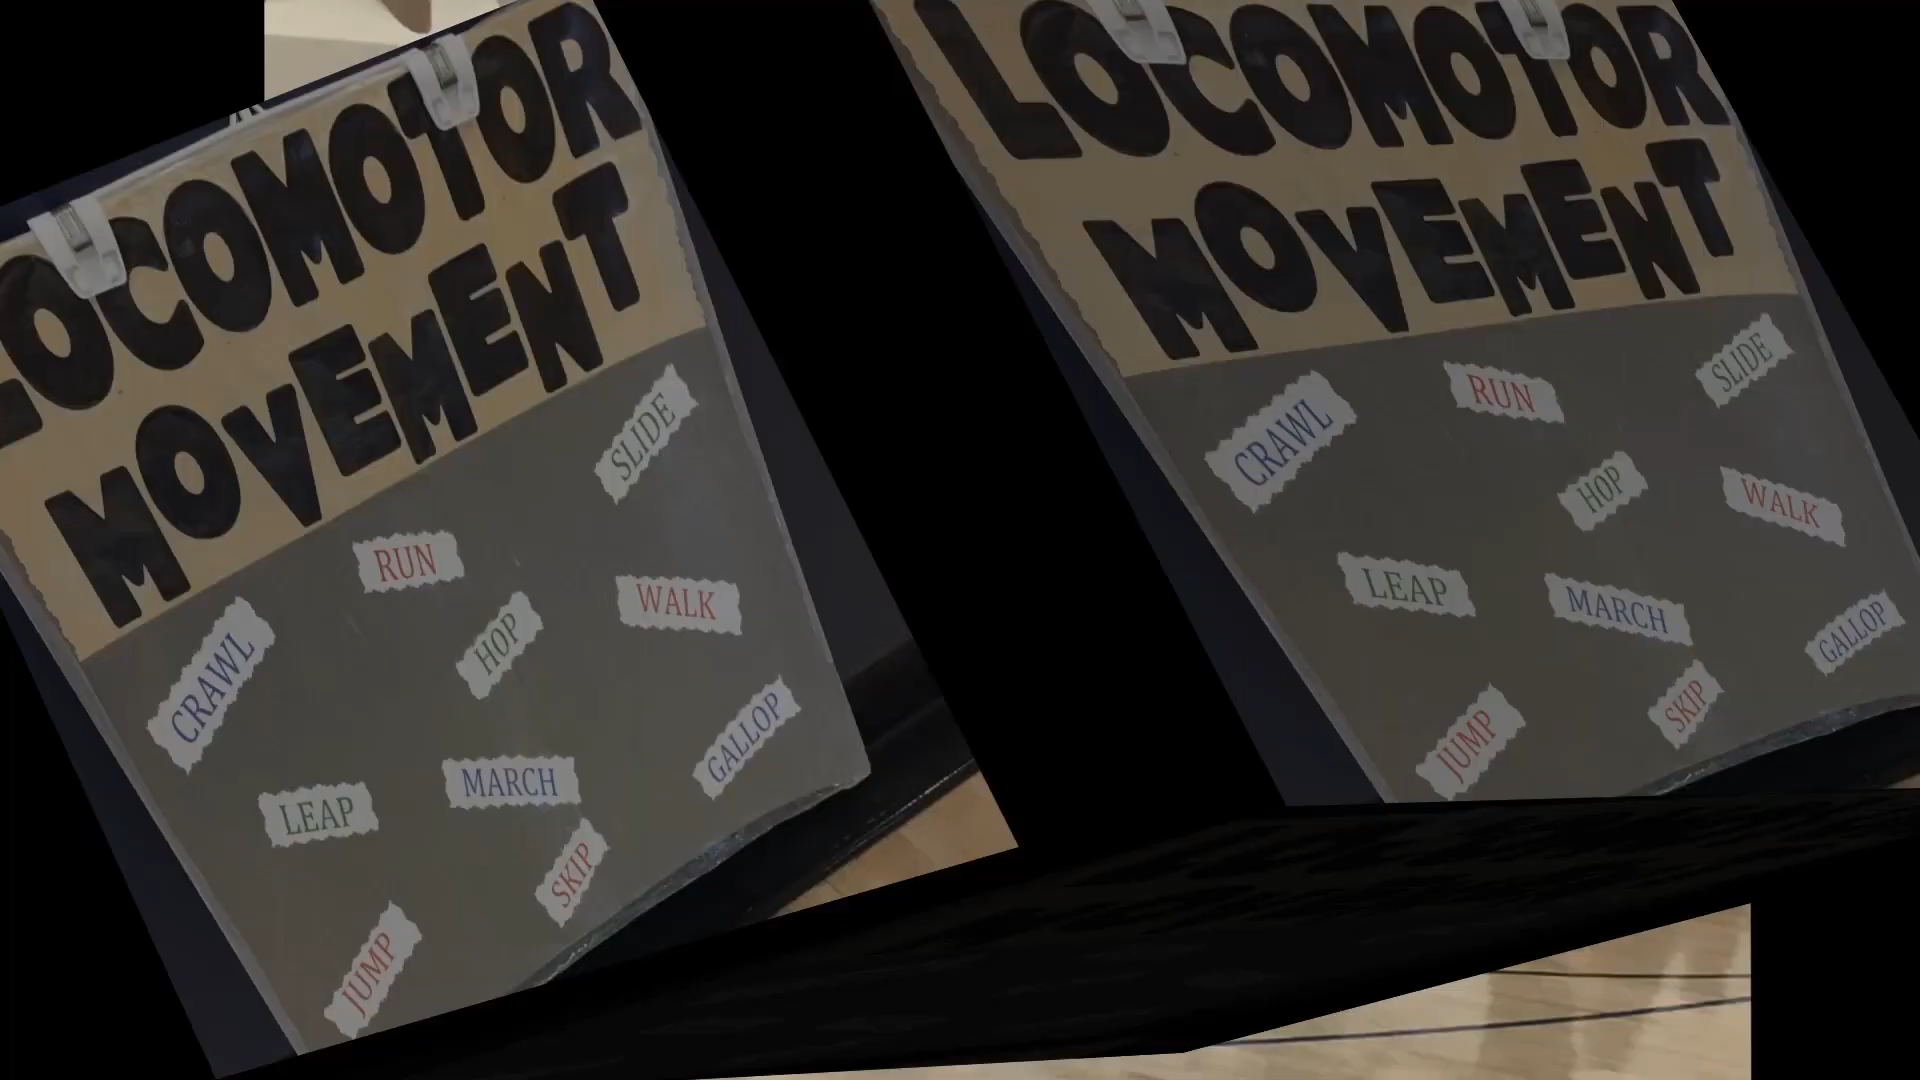 LOCOMOTOR
MOVEMENT
SLIDE
RUN
WALK
HOP
CRAWL
GALLOP
MARCH
LEAP
SKIP
JUMP
LOCOMOTOR
MOVEMENT
SLIDE
RUN
CRAWL
HOP
WALK
LEAP
MARCH
GALLOP
SKIP
JUMP